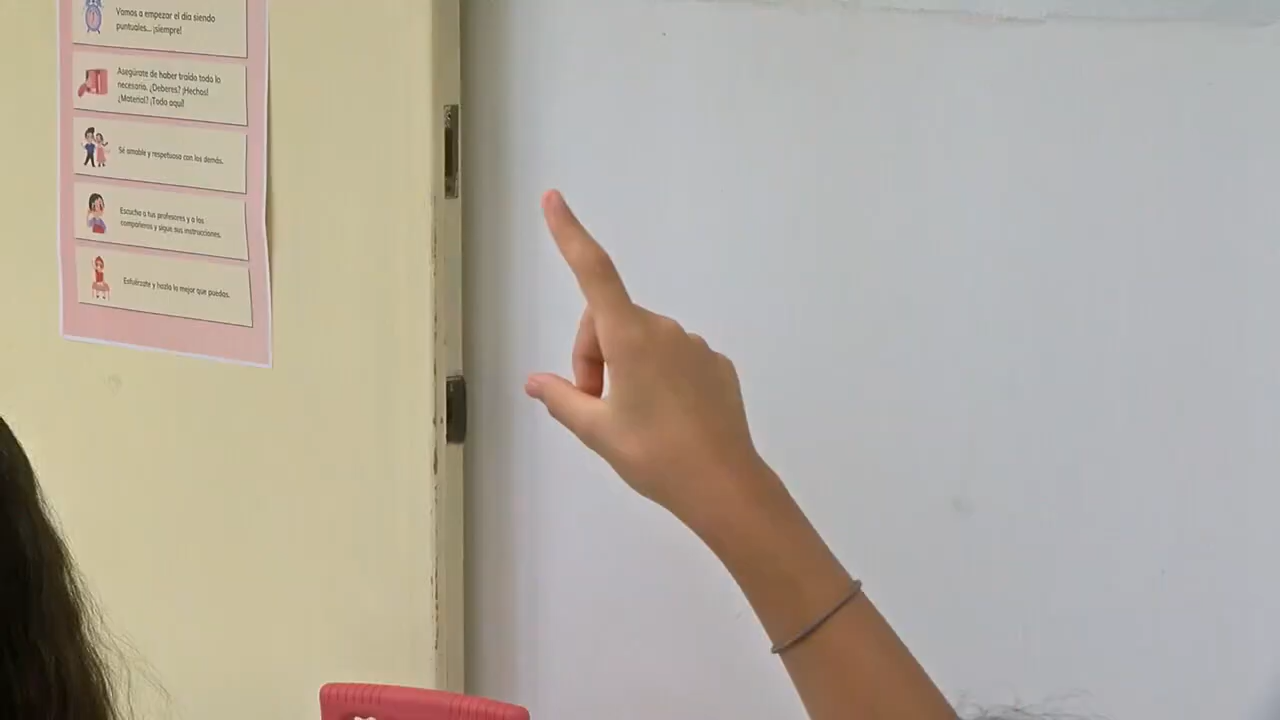 Vamos a empezar el día siendo
puntuales... ¡siempre!
Asegúrate de haber traído todo lo
necesario. ¿Deberes? ¡Hechos!
¿Material? ¡Todo aquí!
Sé amable y respetuoso con los demás.
Escucha a tus profesores y a los
compañeros y sigue sus instrucciones.
Esfuérzate y hazlo lo mejor que puedas.